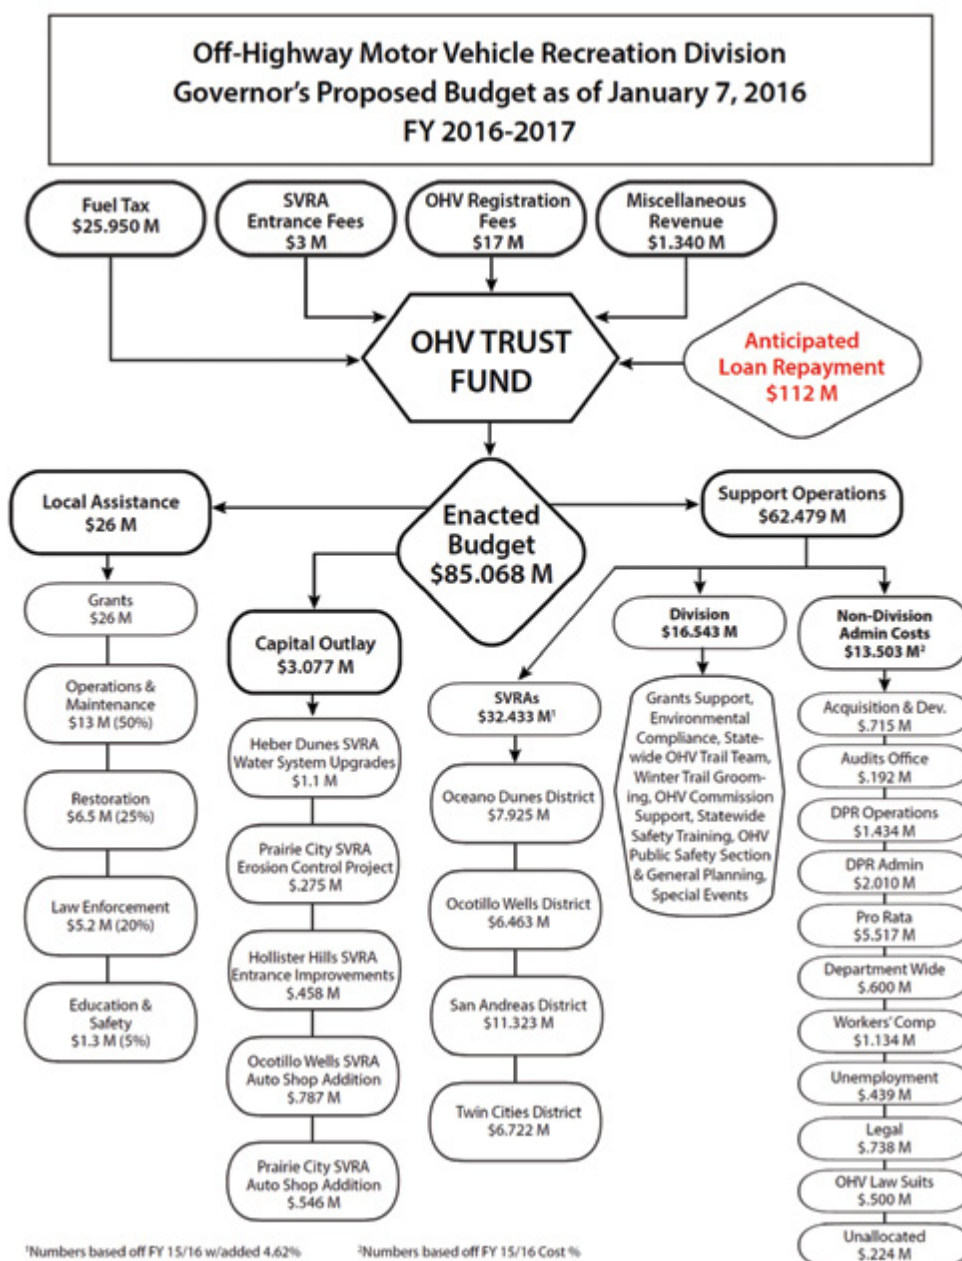 Off-Highway Motor Vehicle Recreation Division
Governor's Proposed Budget as of January 7, 2016
FY 2016-2017
Fuel Tax
$25.950 M
SVRA
Entrance Fees
$3 M
OHV Registration
Fees
$17 M
Miscellaneous
Revenue
$1.340 M
OHV TRUST
FUND
Anticipated
Loan Repayment
$112 M
Enacted
Budget
$85.068 M
Local Assistance
$26 M
Grants
$26 M
Operations &
Maintenance
$13 M (50%)
Restoration
$6.5 M (25%)
Law Enforcement
$5.2 M (20%)
Education &
Safety
$1.3 M (5%)
Capital Outlay
$3.077 M
Heber Dunes SVRA
Water System Upgrades
$1.1 M
Prairie City SVRA
Erosion Control Project
$.275 M
Hollister Hills SVRA
Entrance Improvements
$.458 M
Ocotillo Wells SVRA
Auto Shop Addition
$.787 M
Prairie City SVRA
Auto Shop Addition
$.546 M
Support Operations
$62.479 M
SVRAs
$32.433 M¹
Oceano Dunes District
$7.925 M
Ocotillo Wells District
$6.463 M
San Andreas District
$11.323 M
Twin Cities District
$6.722 M
Division
$16.543 M
Grants Support,
Environmental
Compliance, State-
wide OHV Trail Team,
Winter Trail Groom-
ing, OHV Commission
Support, Statewide
Safety Training, OHV
Public Safety Section
& General Planning,
Special Events
Non-Division
Admin Costs
$13.503 M²
Acquisition & Dev.
$.715 M
Audits Office
$.192 M
DPR Operations
$1.434 M
DPR Admin
$2.010 M
Pro Rata
$5.517 M
Department Wide
$.600 M
Workers' Comp
$1.134 M
Unemployment
$.439 M
Legal
$.738 M
OHV Law Suits
$.500 M
Unallocated
$.224 M
¹Numbers based off FY 15/16 w/added 4.62%
²Numbers based off FY 15/16 Cost %